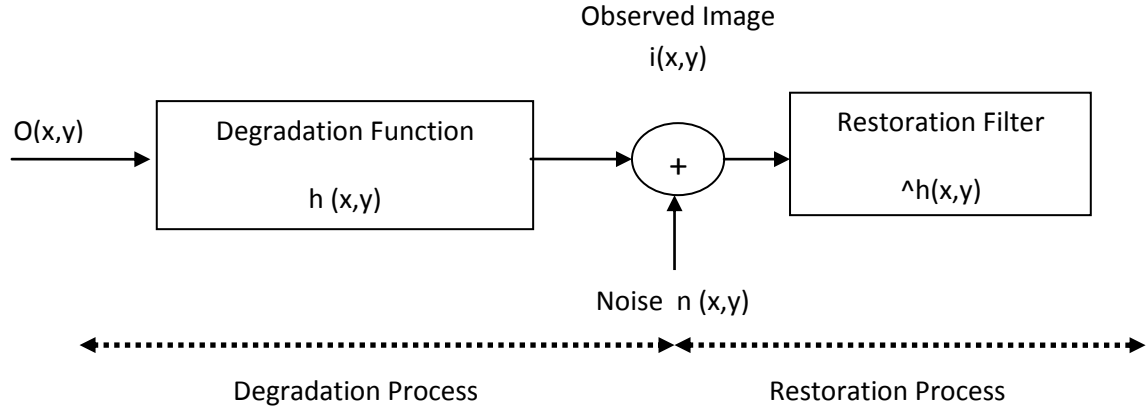 Observed Image
i(x,y)
O(x,y)
Degradation Function
h (x,y)
+
Restoration Filter
^h(x,y)
Noise n (x,y)
Degradation Process
Restoration Process